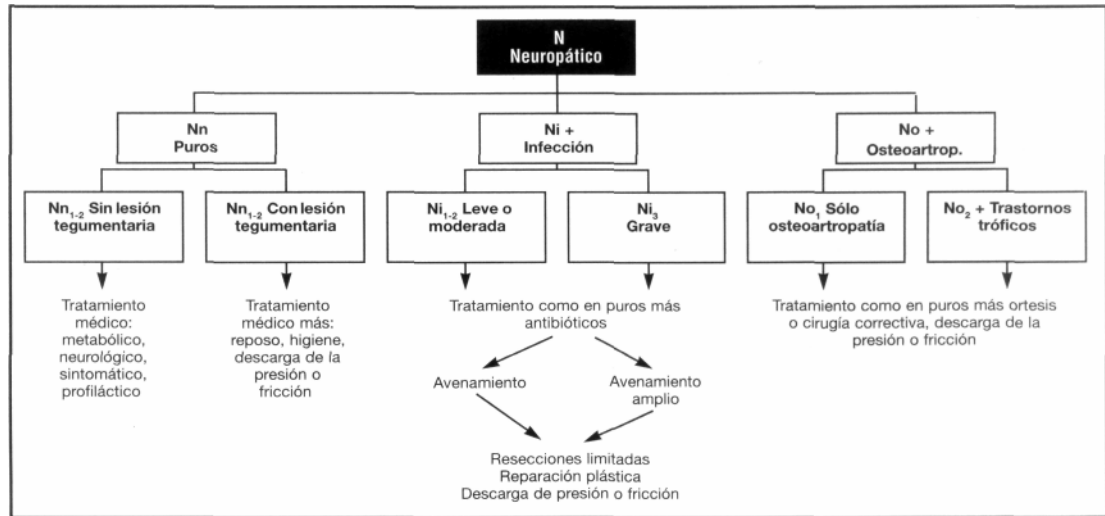 N
Neuropático
Nn
Puros
Ni +
Infección
No +
Osteoartrop.
Nn1-2 Sin lesión
tegumentaria
Nn1-2 Con lesión
tegumentaria
Ni1-2 Leve o
moderada
Ni3
Grave
No1 Sólo
osteoartropatía
No2 + Trastornos
tróficos
Tratamiento
médico:
metabólico,
neurológico,
sintomático,
profiláctico
Tratamiento
médico más:
reposo, higiene,
descarga de la
presión o
fricción
Tratamiento como en puros más
antibióticos
Avenamiento
Avenamiento
amplio
Resecciones limitadas
Reparación plástica
Descarga de presión o fricción
Tratamiento como en puros más ortesis
o cirugía correctiva, descarga de la
presión o fricción